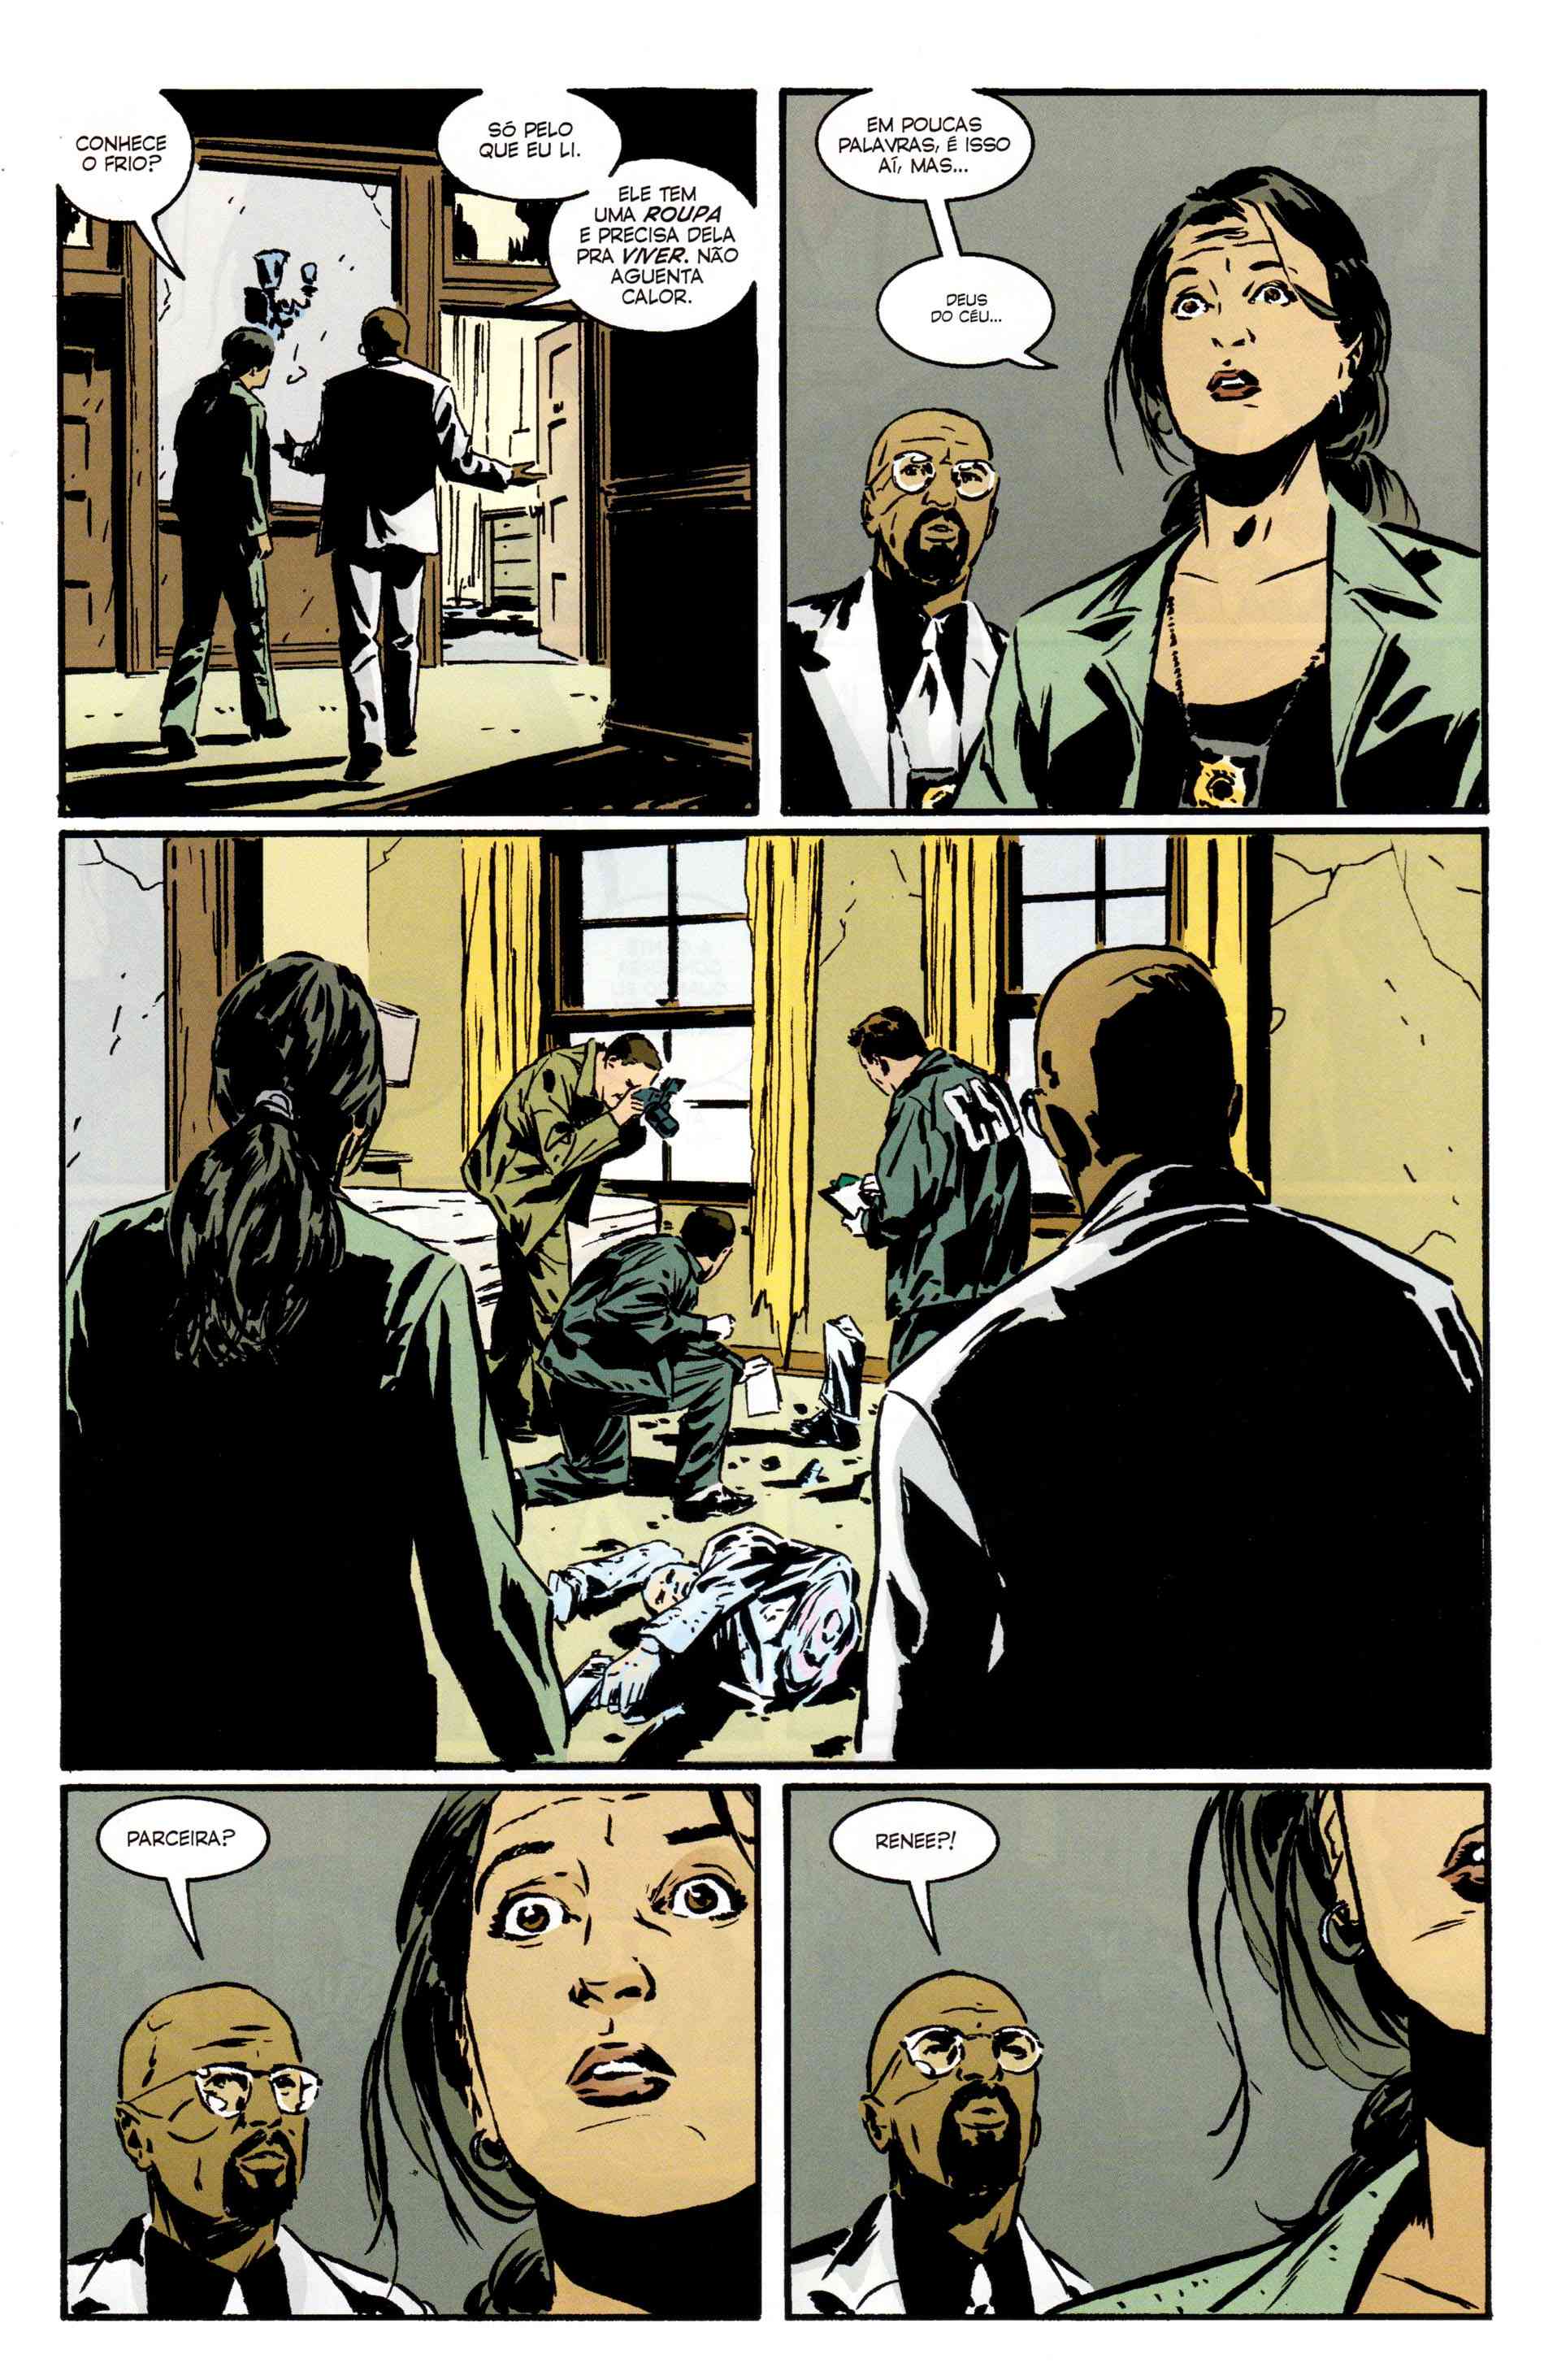 CONHECE
O FRIO?
SÓ PELO
QUE EU LI.
ELE TEM
UMA ROUPA
E PRECISA DELA
PRA VIVER. NÃO
AGUENTA
CALOR.
EM POUCAS
PALAVRAS, É ISSO
AÍ, MAS...
DEUS
DO CÉU...
CSI
PARCEIRA?
RENEE?!